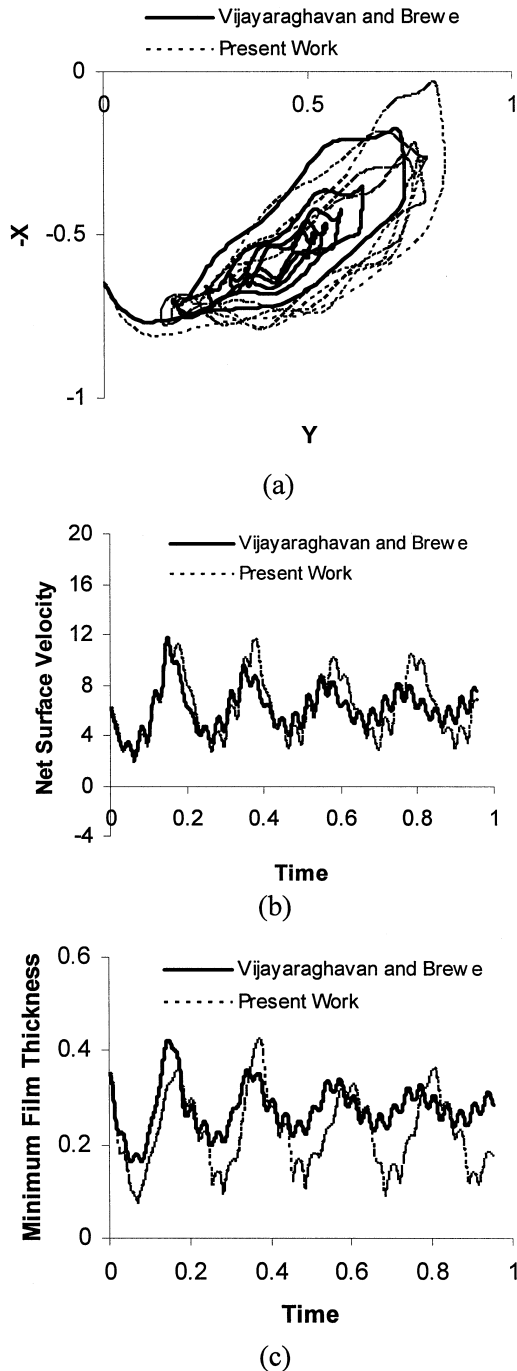 Vijayaraghavan and Brewe
Present Work
0
0.5
1
0
-0.5
-1
-X
Y
(a)
20
16
12
8
4
0
-4
Vijayaraghavan and Brewe
Present Work
Net Surface Velocity
0
0.2
0.4
0.6
0.8
1
Time
(b)
0.6
0.4
0.2
0
Vijayaraghavan and Brewe
Present Work
Minimum Film Thickness
0
0.2
0.4
0.6
0.8
1
Time
(c)